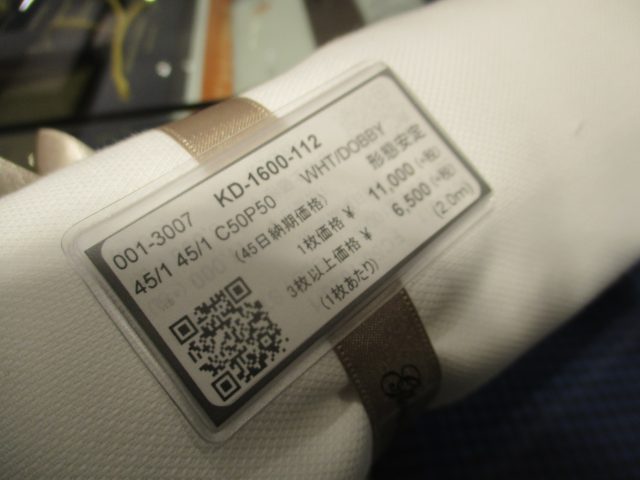 001-3007 KD-1600-112
45/1 45/1 C50P50 WHT/DOBBY
(45日納期価格) 形態安定
1枚価格 ¥ 11,000 (+税)
3枚以上価格 ¥ 6,500 (+税)
(1枚あたり) (2.0m)